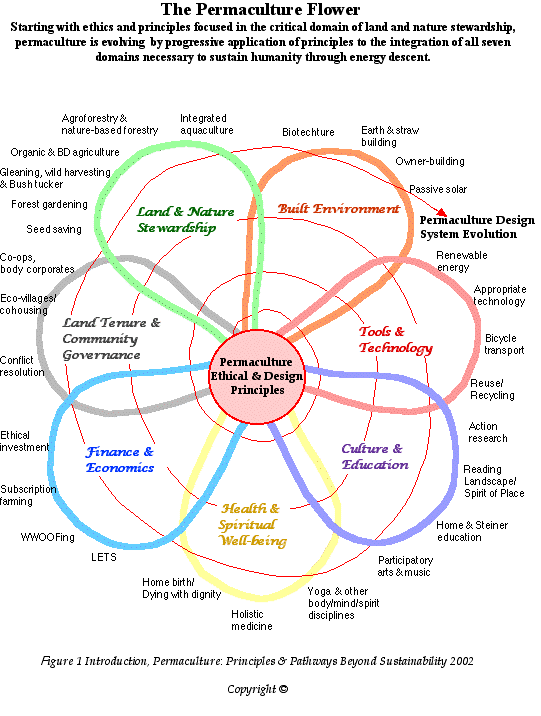 The Permaculture Flower
Starting with ethics and principles focused in the critical domain of land and nature stewardship,
permaculture is evolving by progressive application of principles to the integration of all seven
domains necessary to sustain humanity through energy descent.
Agroforestry &
nature-based forestry
Integrated
aquaculture
Biotechture
Earth & straw
building
Organic & BD agriculture
Owner-building
Gleaning, wild harvesting
& Bush tucker
Passive solar
Forest gardening
Seed saving
Land & Nature
Stewardship
Built Environment
Permaculture Design
System Evolution
Co-ops,
body corporates
Renewable
energy
Eco-villages/
cohousing
Appropriate
technology
Land Tenure &
Community
Governance
Tools &
Technology
Bicycle
transport
Conflict
resolution
Permaculture
Ethical & Design
Principles
Reuse/
Recycling
Ethical
investment
Action
research
Finance &
Economics
Culture &
Education
Reading
Landscape/
Spirit of Place
Subscription
farming
Health &
Spiritual
Well-being
WWOOFing
Home & Steiner
education
LETS
Participatory
arts & music
Home birth/
Dying with dignity
Holistic
medicine
Yoga & other
body/mind/spirit
disciplines
Figure 1 Introduction, Permaculture: Principles & Pathways Beyond Sustainability 2002
Copyright ©